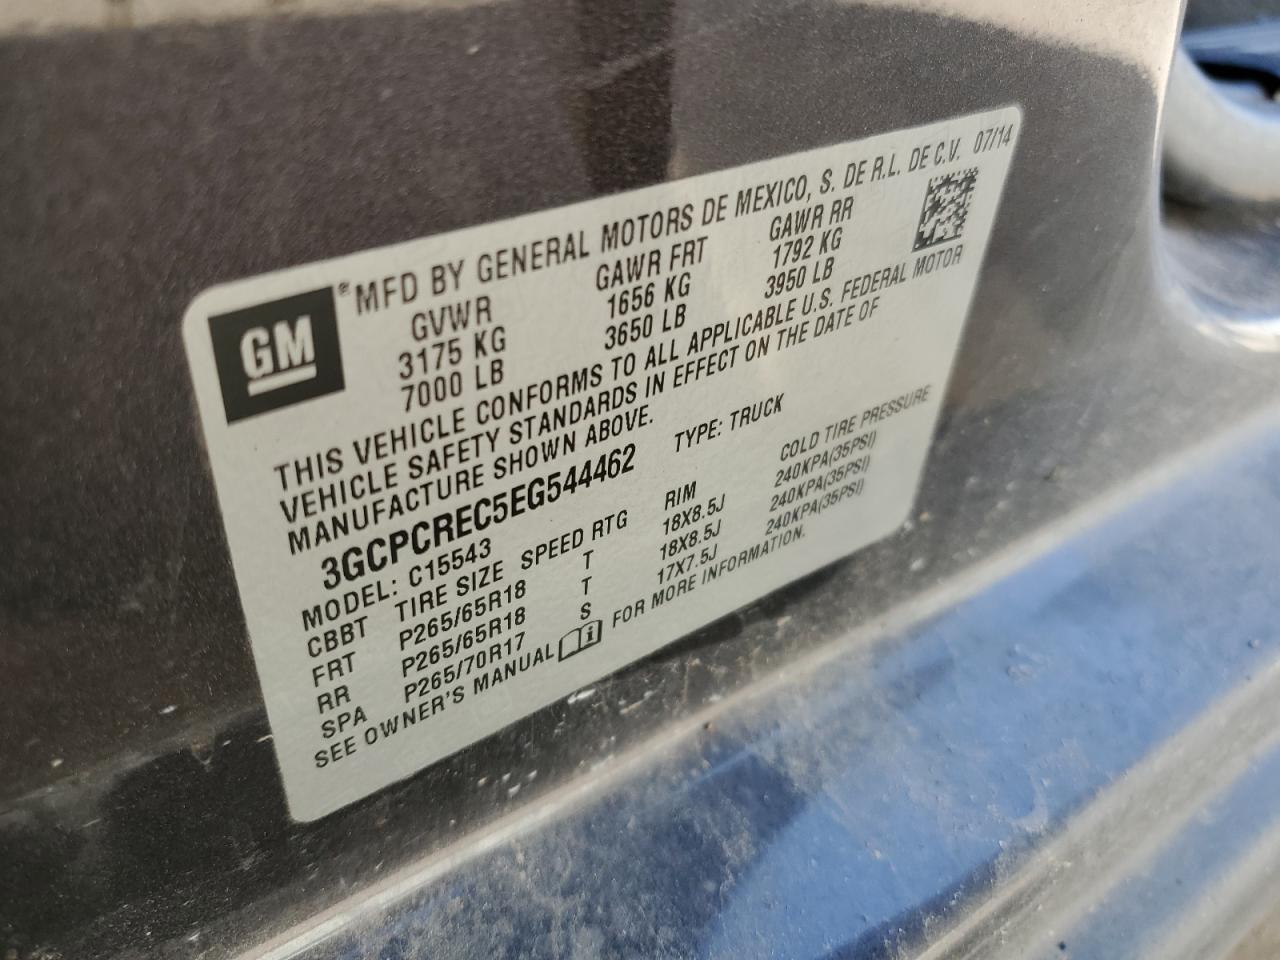 GM ® MFD BY GENERAL MOTORS DE MEXICO, S. DE R.L. DE C.V. 07/14
GVWR GAWR FRT GAWR RR
3175 KG 1656 KG 1792 KG
7000 LB 3650 LB 3950 LB
THIS VEHICLE CONFORMS TO ALL APPLICABLE U.S. FEDERAL MOTOR
VEHICLE SAFETY STANDARDS IN EFFECT ON THE DATE OF
MANUFACTURE SHOWN ABOVE.
3GCPCREC5EG544462 TYPE: TRUCK
MODEL: C15543
CBBT TIRE SIZE SPEED RTG RIM COLD TIRE PRESSURE
FRT P265/65R18 T 18X8.5J 240KPA(35PSI)
RR P265/65R18 T 18X8.5J 240KPA(35PSI)
SPA P265/70R17 S 17X7.5J 240KPA(35PSI)
SEE OWNER'S MANUAL FOR MORE INFORMATION.